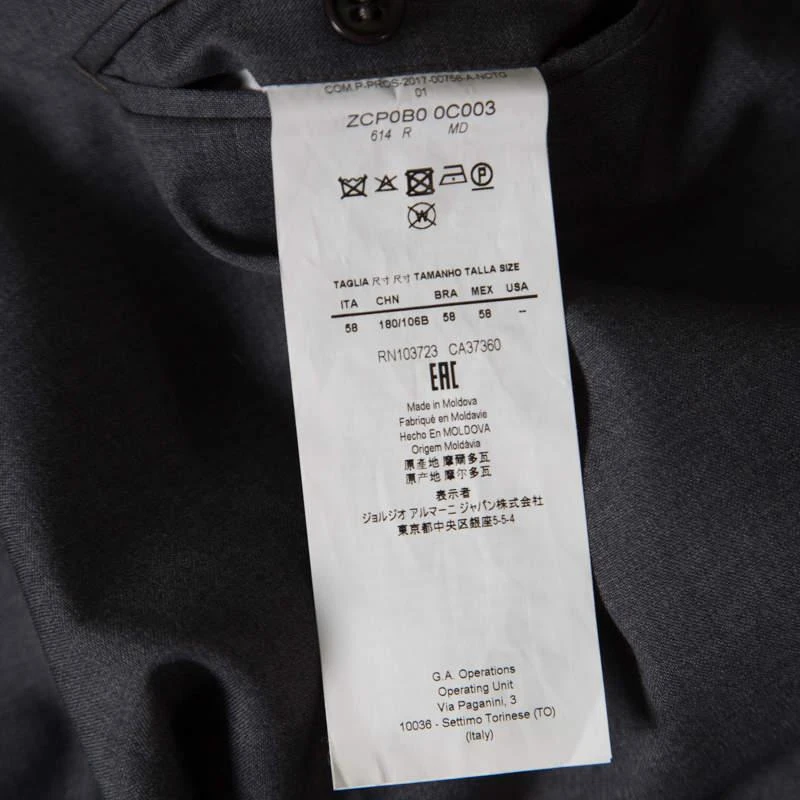 COM.P-PROS-2017-00756-A-NOTG
01
ZCP0B0 0C003
614 R MD
P
W
TAGLIA 尺寸 尺寸 TAMANHO TALLA SIZE
ITA CHN BRA MEX USA
58 180/106B 58 58 --
RN103723 CA37360
EAC
Made in Moldova
Fabriqué en Moldavie
Hecho En MOLDOVA
Origem Moldávia
原產地 摩爾多瓦
原产地 摩尔多瓦
表示者
ジョルジオ アルマーニ ジャパン株式会社
東京都中央区銀座5-5-4
G.A. Operations
Operating Unit
Via Paganini, 3
10036 - Settimo Torinese (TO)
(Italy)